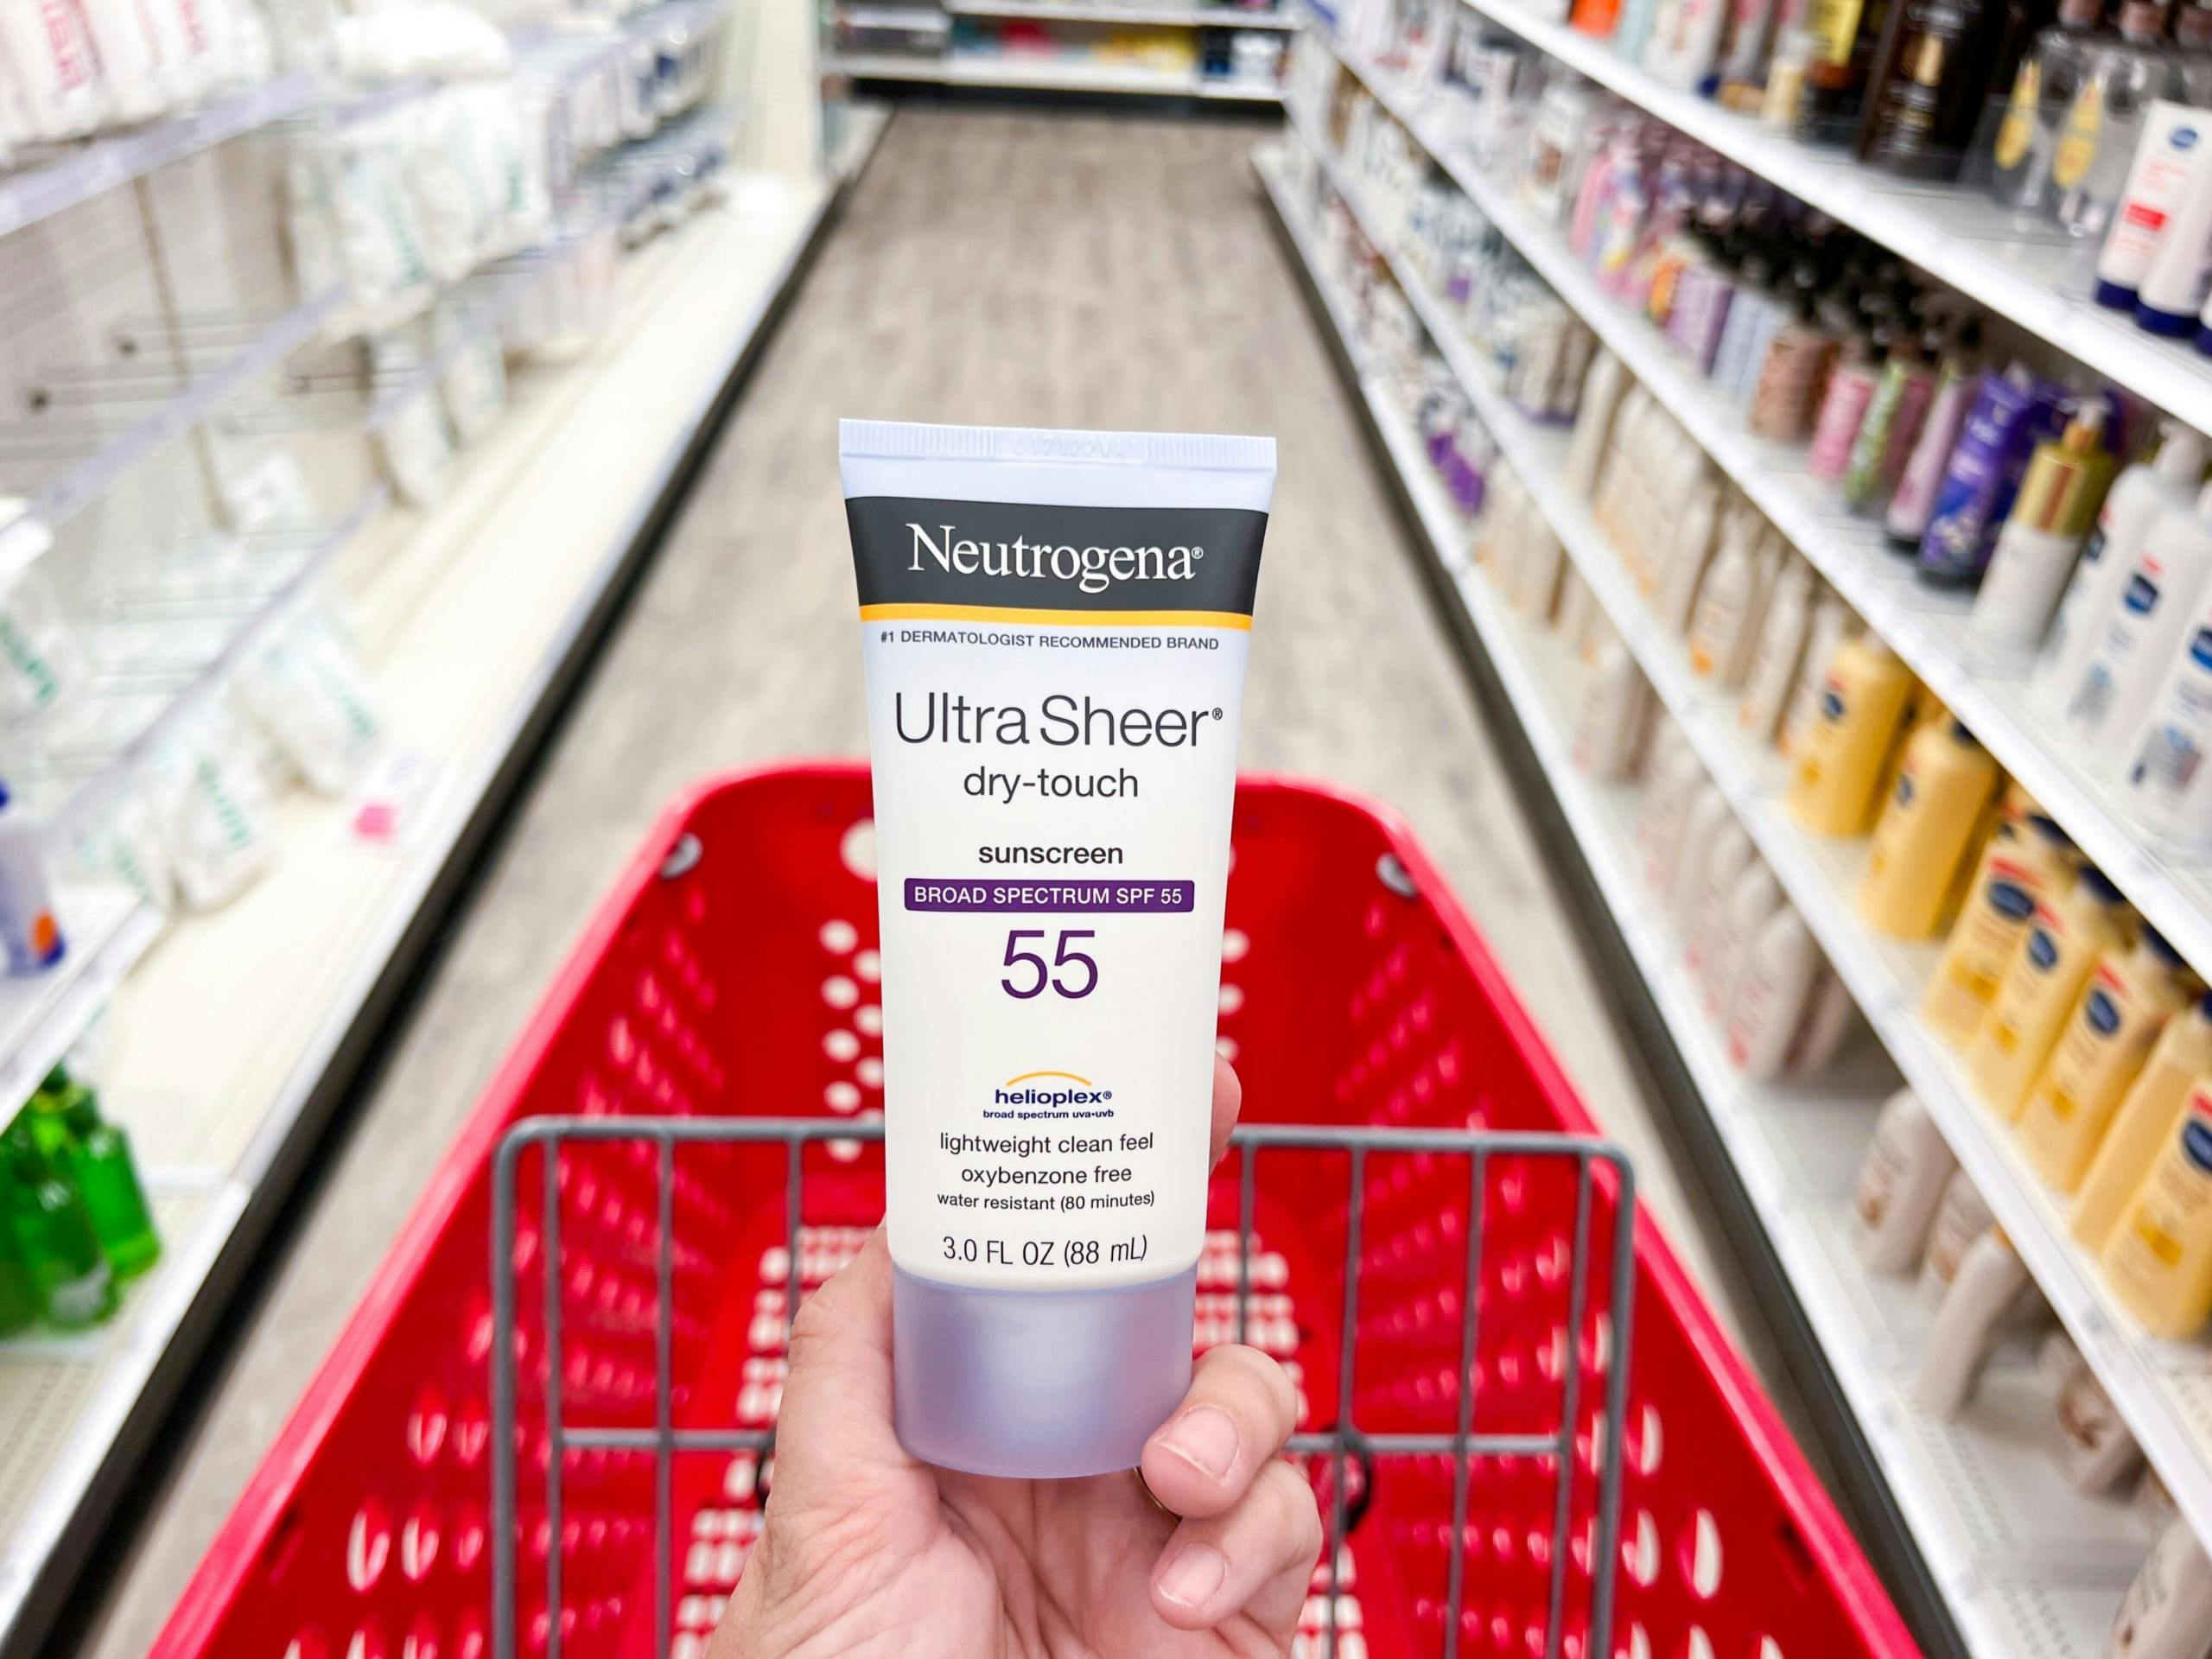 Neutrogena®
#1 DERMATOLOGIST RECOMMENDED BRAND
Ultra Sheer®
dry-touch
sunscreen
BROAD SPECTRUM SPF 55
55
helioplex®
broad spectrum uva•uvb
lightweight clean feel
oxybenzone free
water resistant (80 minutes)
3.0 FL OZ (88 mL)